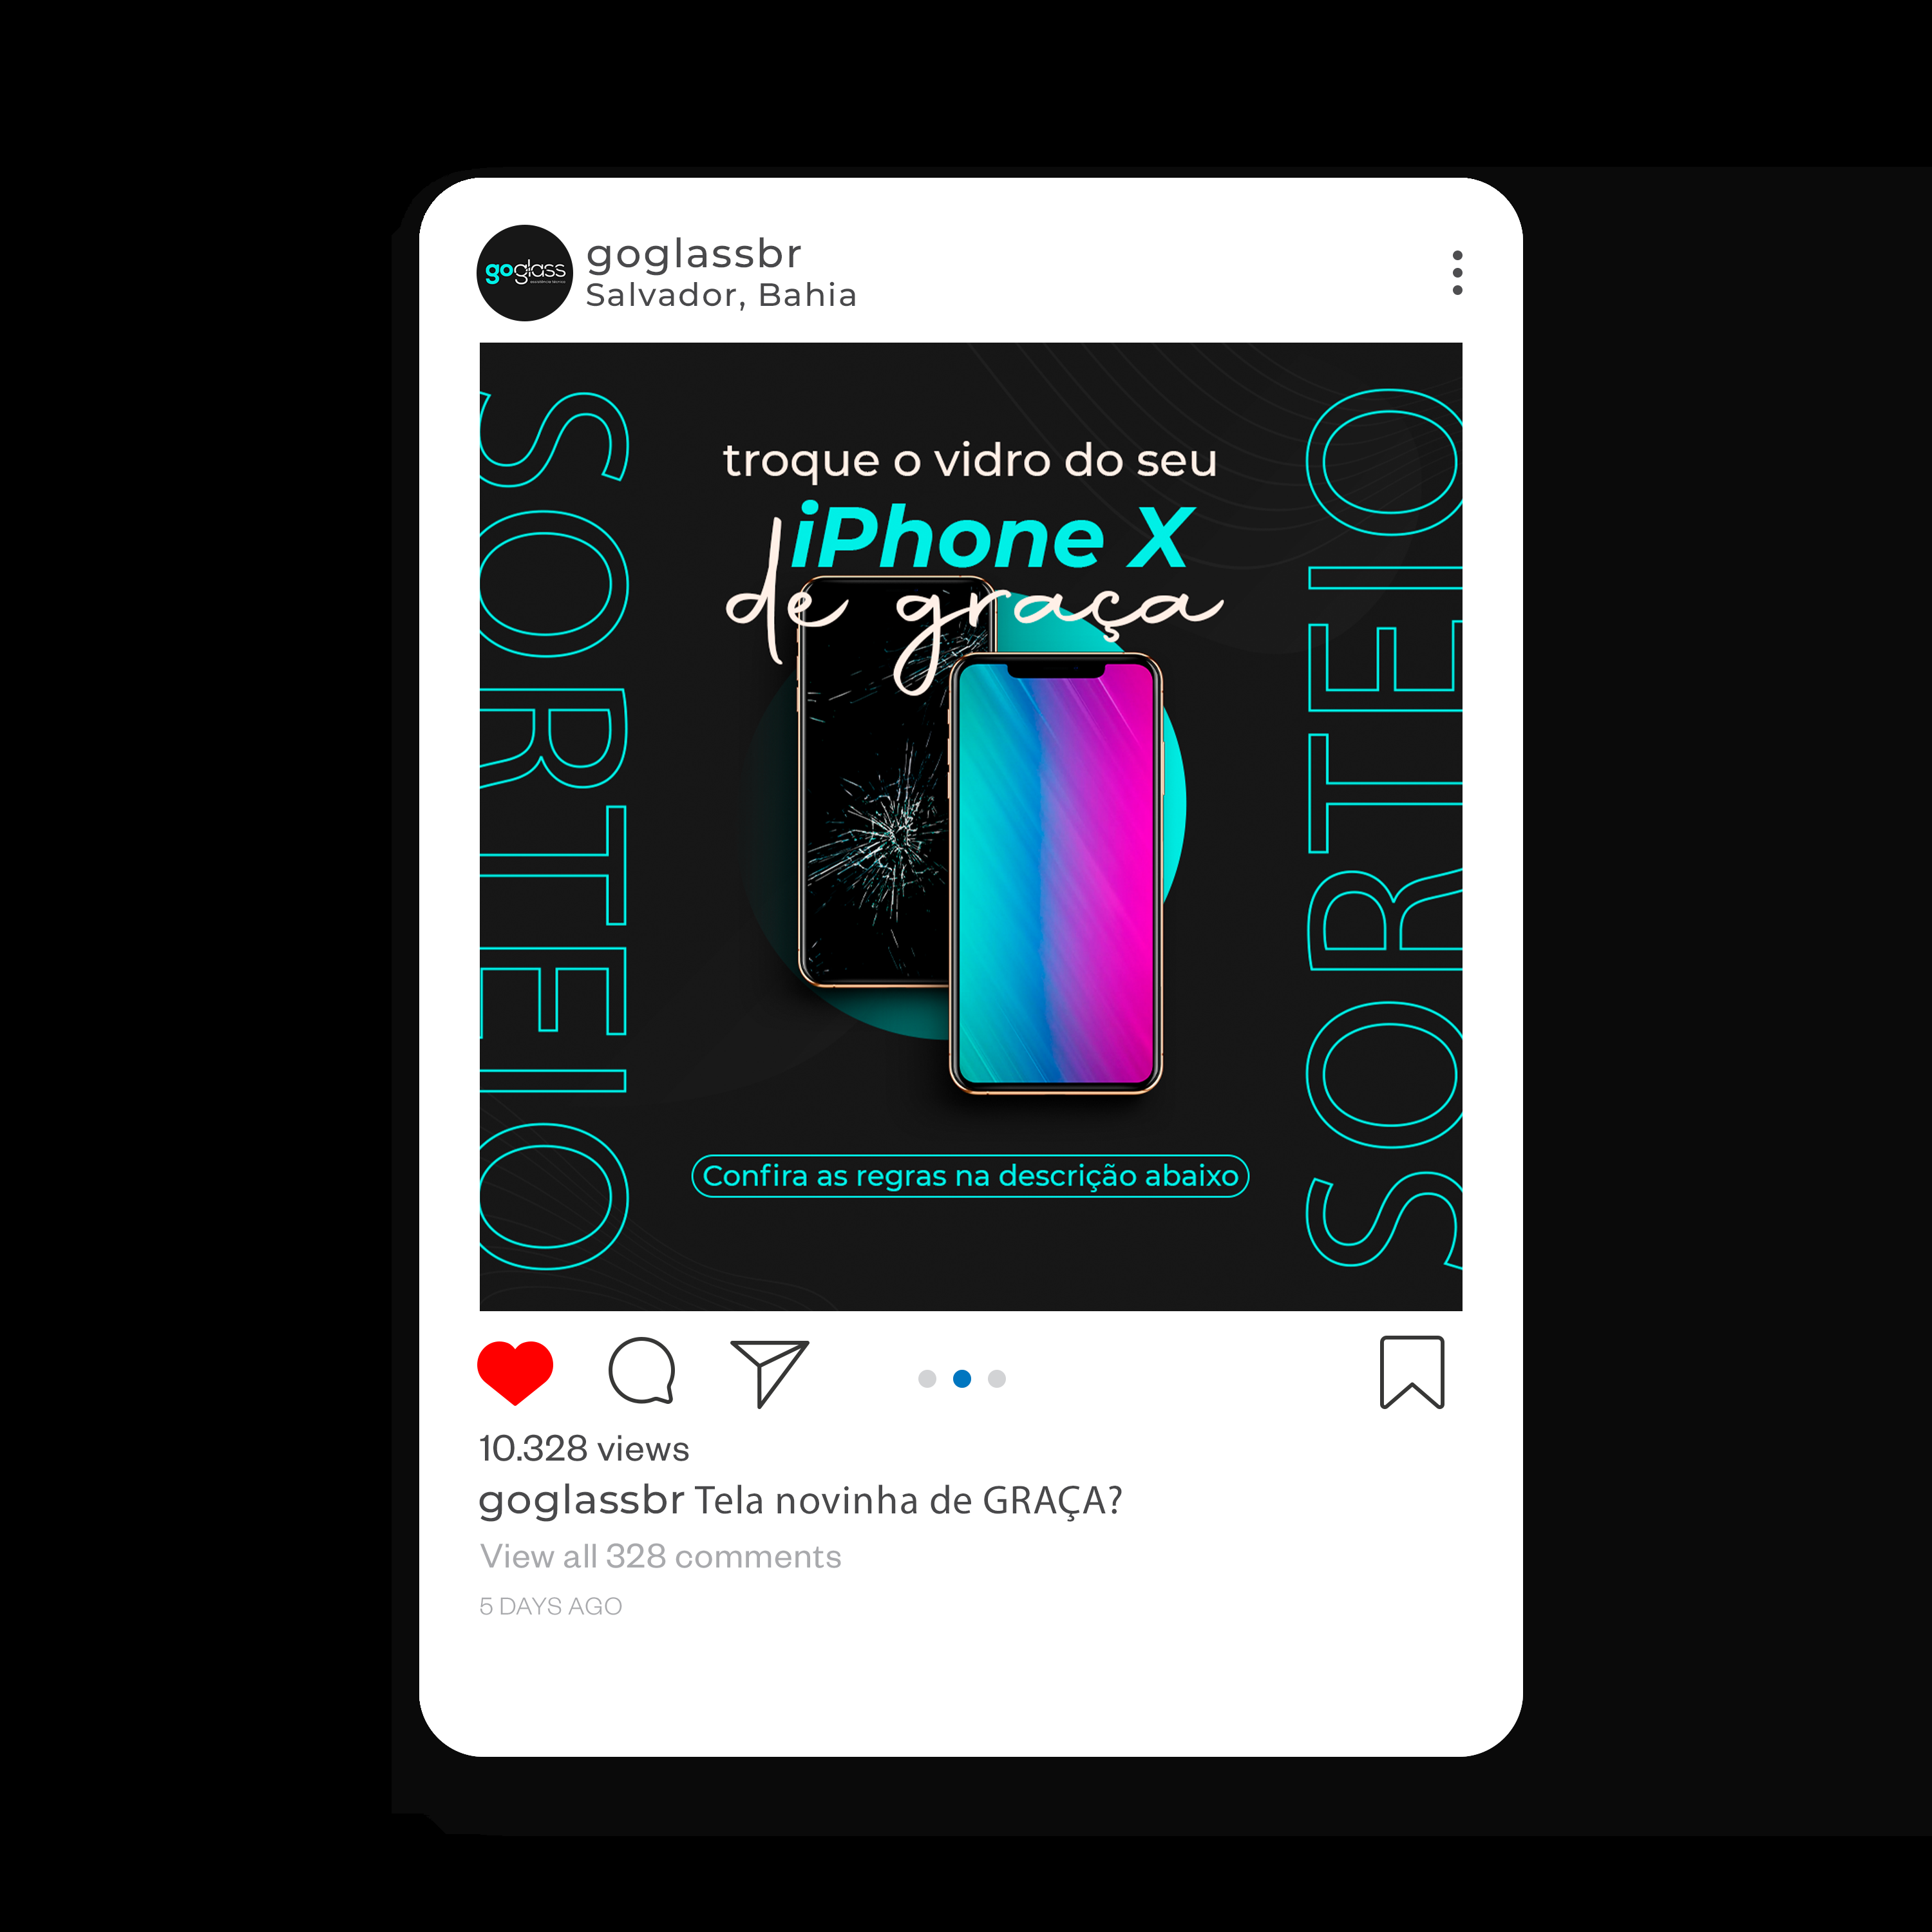 goglass
goglassbr
Salvador, Bahia
SORTEIO
troque o vidro do seu
iPhone X
de graça
SORTEIO
Confira as regras na descrição abaixo
10.328 views
goglassbr Tela novinha de GRAÇA?
View all 328 comments
5 DAYS AGO